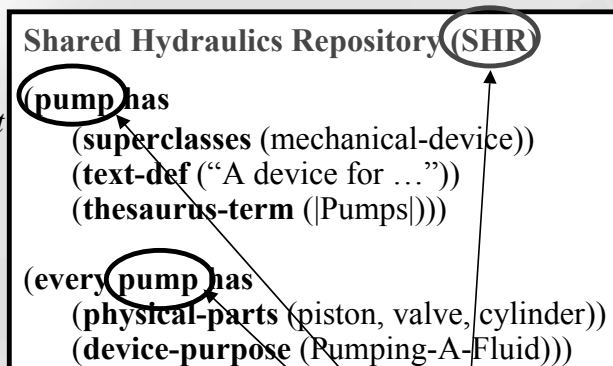 Shared Hydraulics Repository (SHR)
t
(pump has
(superclasses (mechanical-device))
(text-def (“A device for …”))
(thesaurus-term (|Pumps|)))
(every pump has
(physical-parts (piston, valve, cylinder))
(device-purpose (Pumping-A-Fluid)))